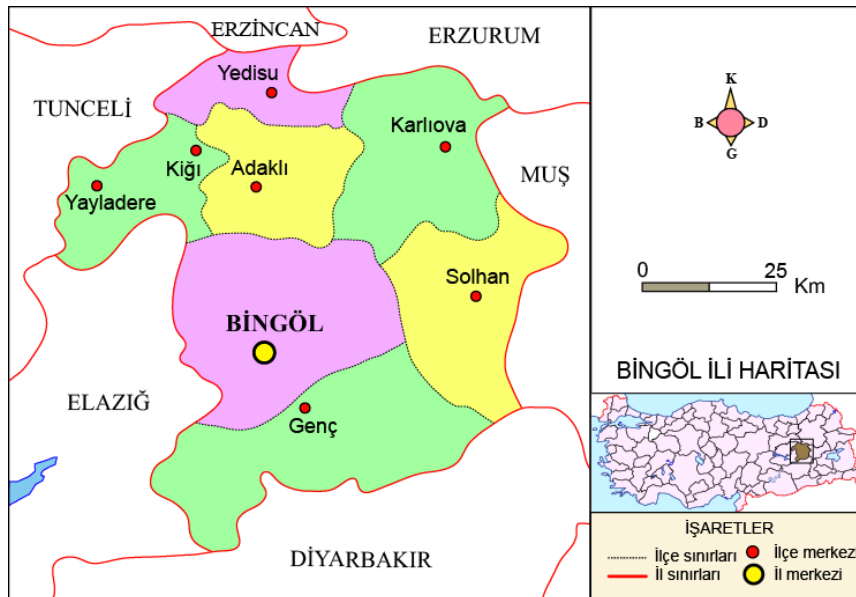 ERZİNCAN
ERZURUM
Yedisu
TUNCELİ
Karlıova
Kiğı
Adaklı
MUŞ
Yayladere
Solhan
BİNGÖL
ELAZIĞ
Genç
DİYARBAKIR
K
B D
G
0 25
Km
BİNGÖL İLİ HARİTASI
İŞARETLER
İlçe sınırları İlçe merkezi
İl sınırları İl merkezi